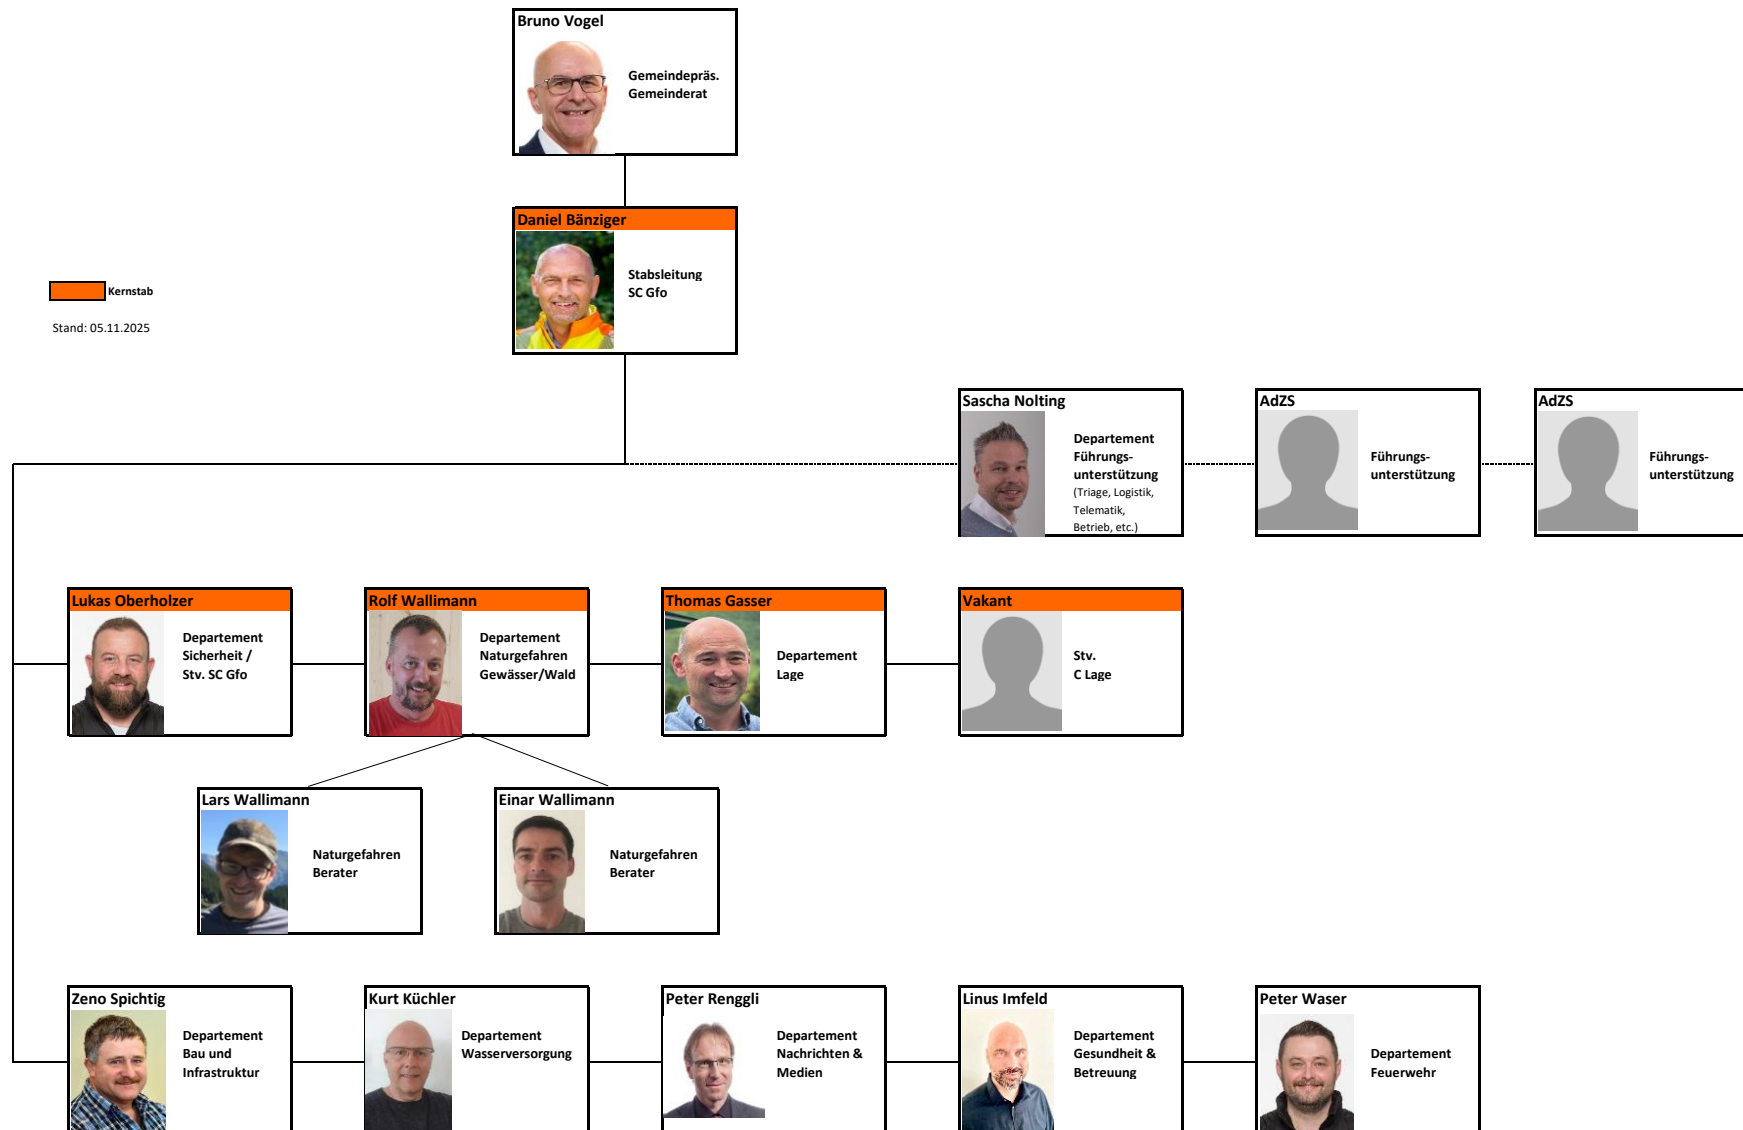 Bruno Vogel
Gemeindepräs.
Gemeinderat
Daniel Bänziger
Stabsleitung
SC Gfo
Kernstab
Stand: 05.11.2025
Sascha Nolting
Departement
Führungs-
unterstützung
(Triage, Logistik,
Telematik,
Betrieb, etc.)
AdZS
Führungs-
unterstützung
AdZS
Führungs-
unterstützung
Lukas Oberholzer
Departement
Sicherheit /
Stv. SC Gfo
Rolf Wallimann
Departement
Naturgefahren
Gewässer/Wald
Thomas Gasser
Departement
Lage
Vakant
Stv.
C Lage
Lars Wallimann
Naturgefahren
Berater
Einar Wallimann
Naturgefahren
Berater
Zeno Spichtig
Departement
Bau und
Infrastruktur
Kurt Küchler
Departement
Wasserversorgung
Peter Renggli
Departement
Nachrichten &
Medien
Linus Imfeld
Departement
Gesundheit &
Betreuung
Peter Waser
Departement
Feuerwehr